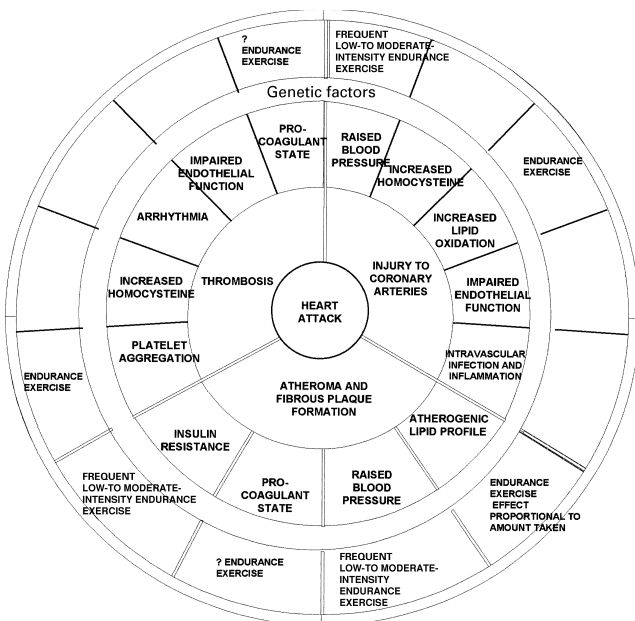 ?
ENDURANCE
EXERCISE
FREQUENT
LOW-TO MODERATE-
INTENSITY ENDURANCE
EXERCISE
Genetic factors
PRO-
COAGULANT
STATE
RAISED
BLOOD
PRESSURE
IMPAIRED
ENDOTHELIAL
FUNCTION
INCREASED
HOMOCYSTEINE
ENDURANCE
EXERCISE
ARRHYTHMIA
INCREASED
LIPID
OXIDATION
THROMBOSIS
INJURY TO
CORONARY
ARTERIES
INCREASED
HOMOCYSTEINE
IMPAIRED
ENDOTHELIAL
FUNCTION
HEART
ATTACK
PLATELET
AGGREGATION
INTRAVASCULAR
INFECTION AND
INFLAMMATION
ENDURANCE
EXERCISE
ATHEROMA AND
FIBROUS PLAQUE
FORMATION
ATHEROGENIC
LIPID PROFILE
INSULIN
RESISTANCE
PRO-
COAGULANT
STATE
RAISED
BLOOD
PRESSURE
FREQUENT
LOW-TO MODERATE-
INTENSITY ENDURANCE
EXERCISE
ENDURANCE
EXERCISE
EFFECT
PROPORTIONAL TO
AMOUNT TAKEN
? ENDURANCE
EXERCISE
FREQUENT
LOW-TO MODERATE-
INTENSITY
ENDURANCE
EXERCISE